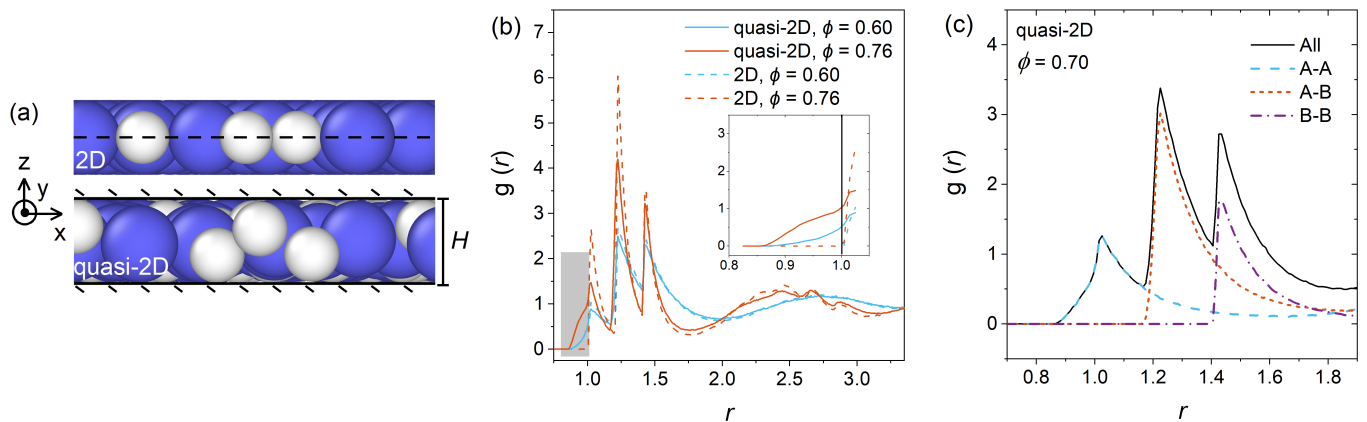 (a)
2D
z
y
x
quasi-2D
H
(b)
quasi-2D, ϕ = 0.60
quasi-2D, ϕ = 0.76
2D, ϕ = 0.60
2D, ϕ = 0.76
7
6
5
4
3
2
1
0
g (r)
1.0
1.5
2.0
2.5
3.0
r
3
2
1
0
0.8
0.9
1.0
(c)
quasi-2D
ϕ = 0.70
All
A-A
A-B
B-B
4
3
2
1
0
g (r)
0.8
1.0
1.2
1.4
1.6
1.8
r